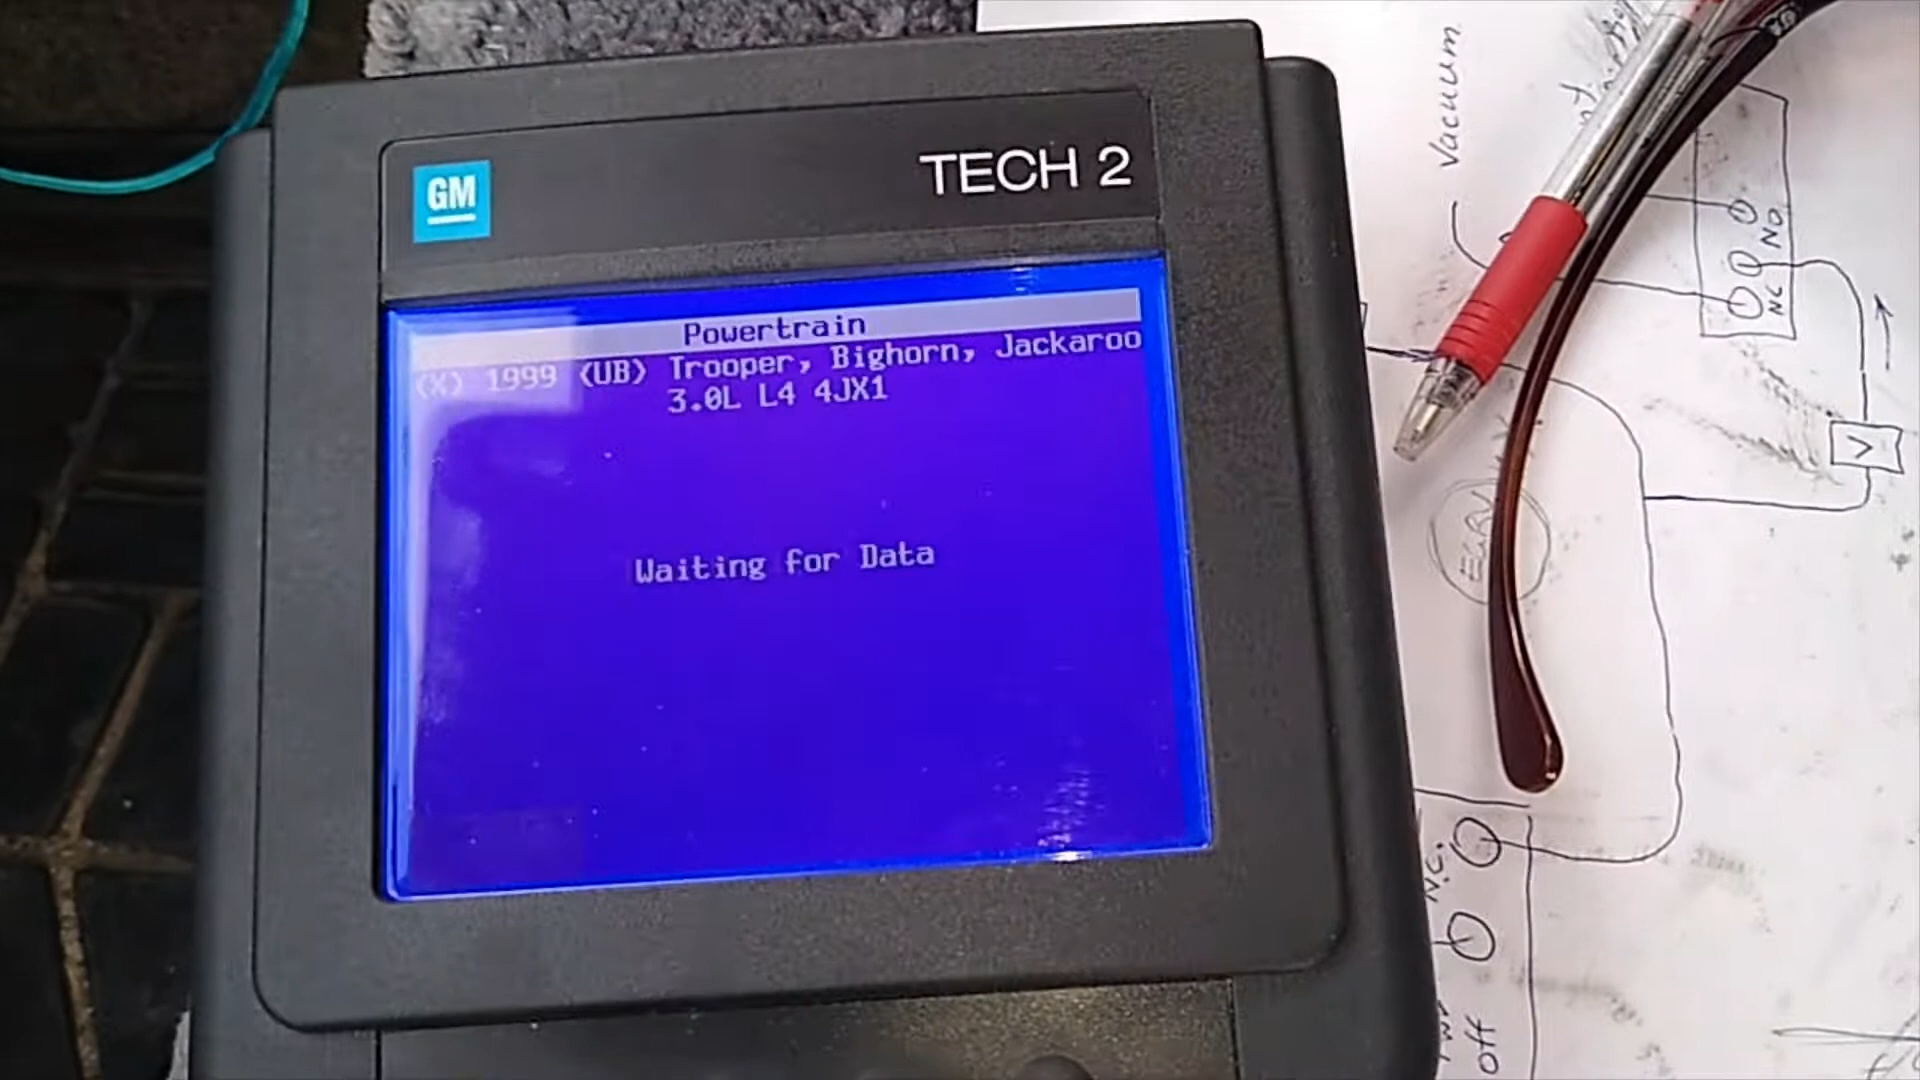 GM
TECH 2
Powertrain
(X) 1999 (UB) Trooper, Bighorn, Jackaroo
3.0L L4 4JX1
Waiting for Data
Vacuum
NO
NC
V
EGRV
N.C.
off